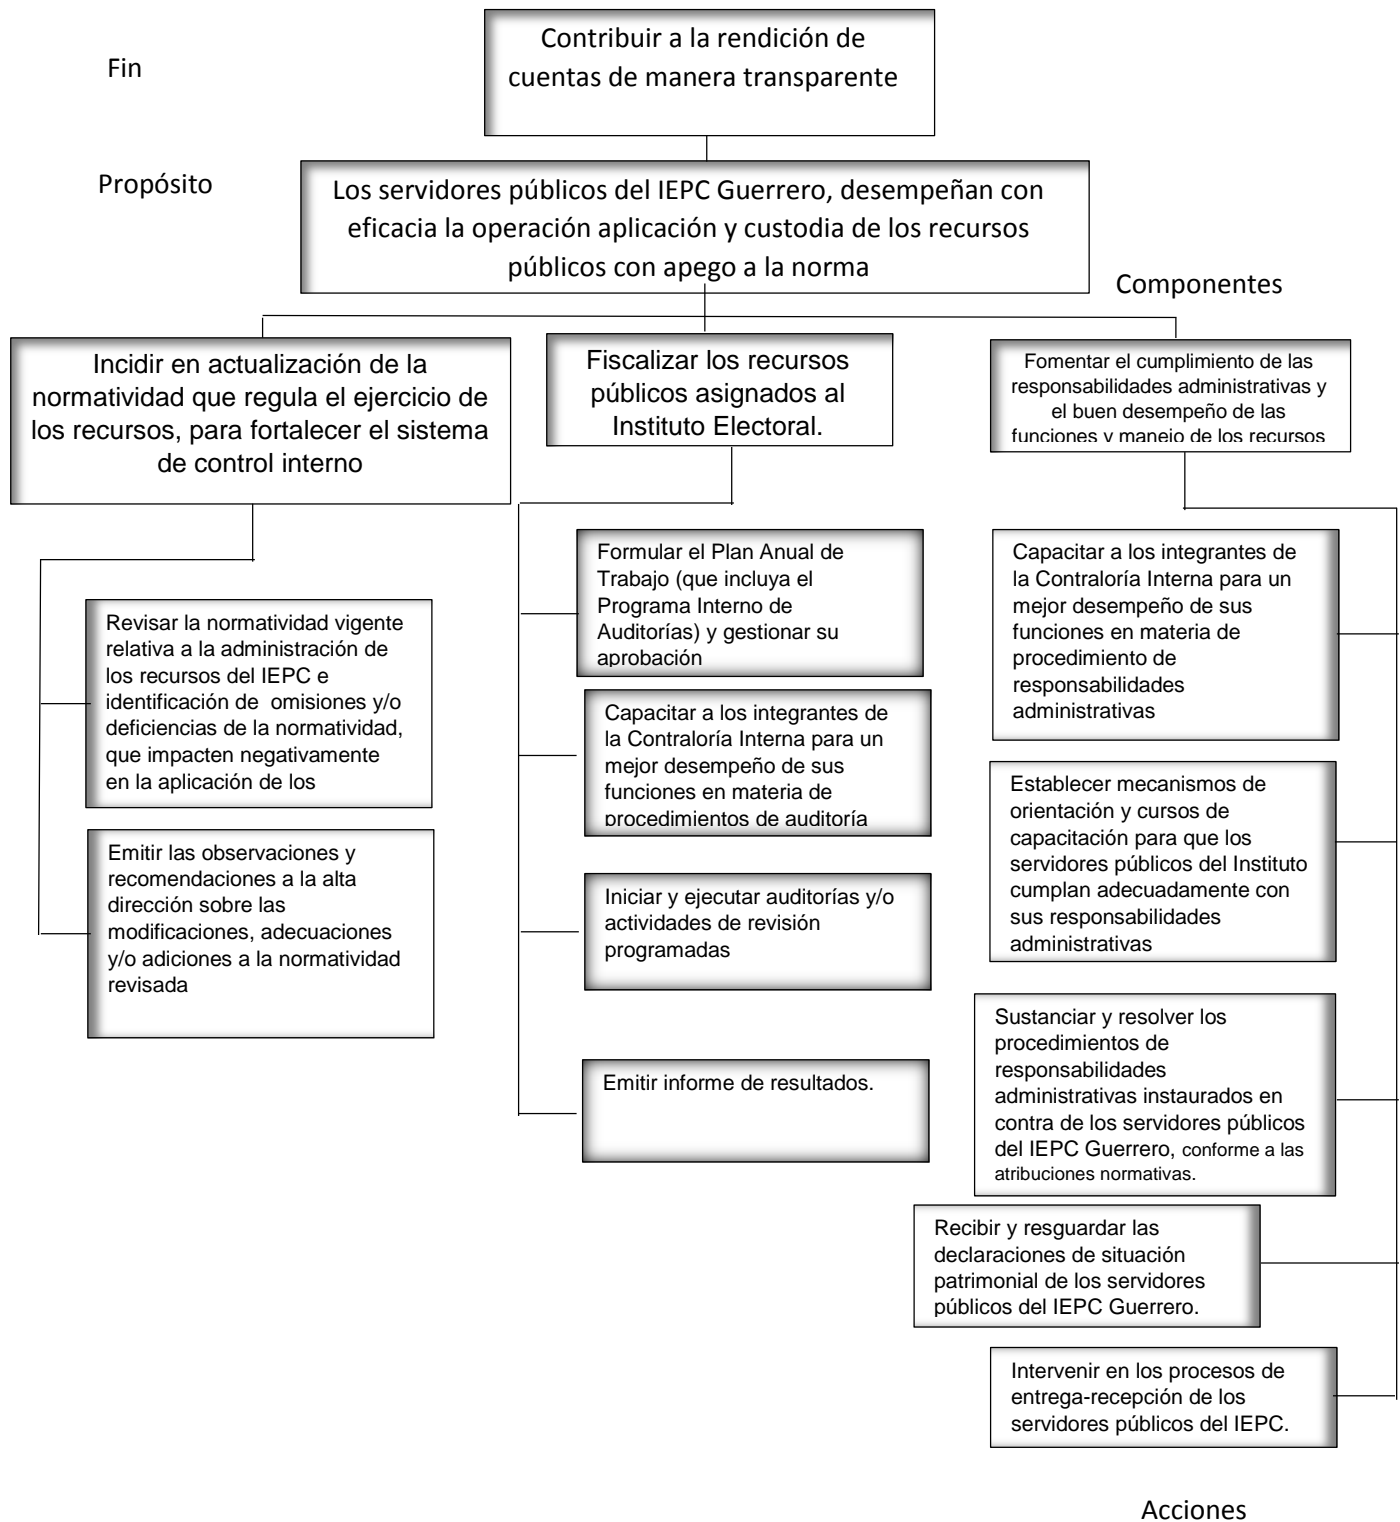 Fin
Contribuir a la rendición de
cuentas de manera transparente
Propósito
Los servidores públicos del IEPC Guerrero, desempeñan con
eficacia la operación aplicación y custodia de los recursos
públicos con apego a la norma
Componentes
Incidir en actualización de la
normatividad que regula el ejercicio de
los recursos, para fortalecer el sistema
de control interno
Revisar la normatividad vigente
relativa a la administración de
los recursos del IEPC e
identificación de omisiones y/o
deficiencias de la normatividad,
que impacten negativamente
en la aplicación de los
Emitir las observaciones y
recomendaciones a la alta
dirección sobre las
modificaciones, adecuaciones
y/o adiciones a la normatividad
revisada
Fiscalizar los recursos
públicos asignados al
Instituto Electoral.
Formular el Plan Anual de
Trabajo (que incluya el
Programa Interno de
Auditorías) y gestionar su
aprobación
Capacitar a los integrantes de
la Contraloría Interna para un
mejor desempeño de sus
funciones en materia de
procedimientos de auditoría
Iniciar y ejecutar auditorías y/o
actividades de revisión
programadas
Emitir informe de resultados.
Fomentar el cumplimiento de las
responsabilidades administrativas y
el buen desempeño de las
funciones y manejo de los recursos
Capacitar a los integrantes de
la Contraloría Interna para un
mejor desempeño de sus
funciones en materia de
procedimiento de
responsabilidades
administrativas
Establecer mecanismos de
orientación y cursos de
capacitación para que los
servidores públicos del Instituto
cumplan adecuadamente con
sus responsabilidades
administrativas
Sustanciar y resolver los
procedimientos de
responsabilidades
administrativas instaurados en
contra de los servidores públicos
del IEPC Guerrero, conforme a las
atribuciones normativas.
Recibir y resguardar las
declaraciones de situación
patrimonial de los servidores
públicos del IEPC Guerrero.
Intervenir en los procesos de
entrega-recepción de los
servidores públicos del IEPC.
Acciones